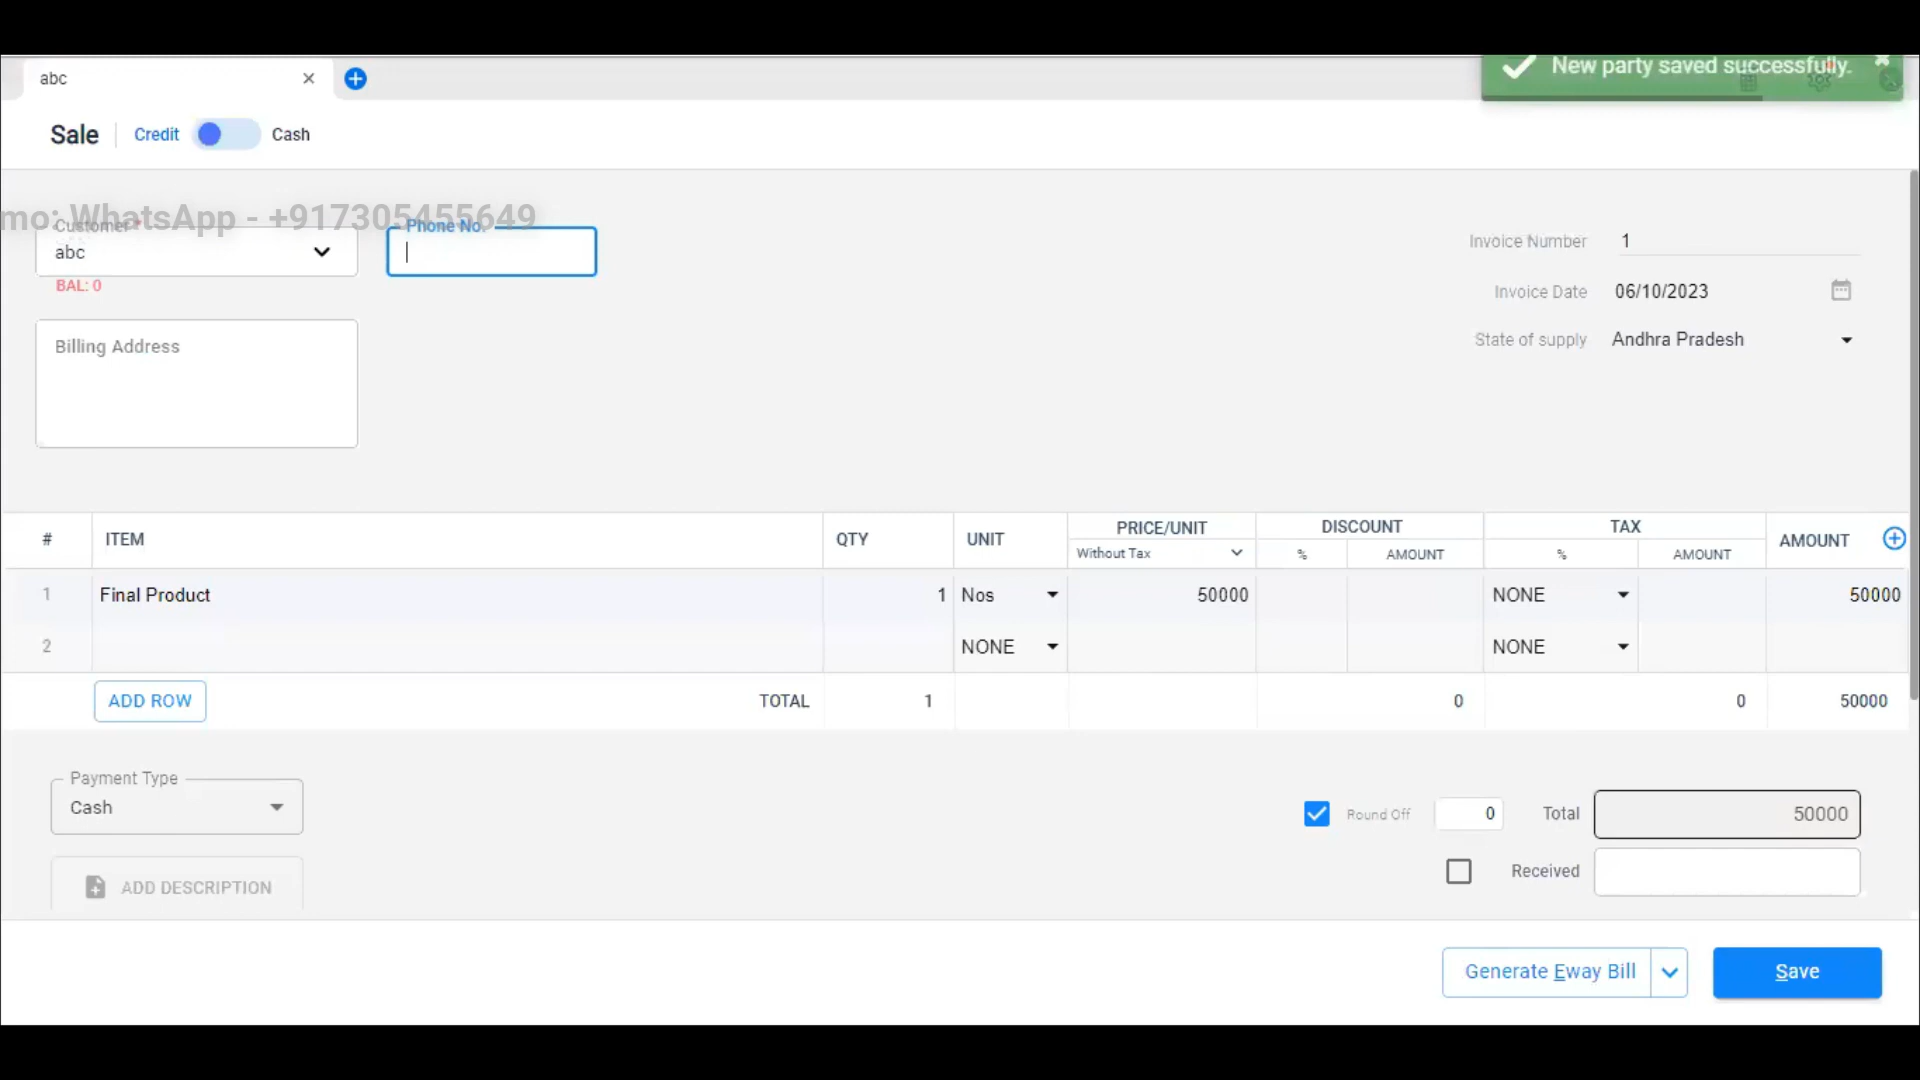 abc
New party saved successfully.
Sale Credit Cash
mo: WhatsApp - +917305455649
Customer * Phone No.
abc
BAL: 0
Billing Address
Invoice Number 1
Invoice Date 06/10/2023
State of supply Andhra Pradesh
# ITEM QTY UNIT PRICE/UNIT DISCOUNT TAX AMOUNT
Without Tax % AMOUNT % AMOUNT
1 Final Product 1 Nos 50000 NONE 50000
2 NONE NONE
ADD ROW TOTAL 1 0 0 50000
Payment Type
Cash
Round Off 0 Total 50000
Received
ADD DESCRIPTION
Generate Eway Bill Save